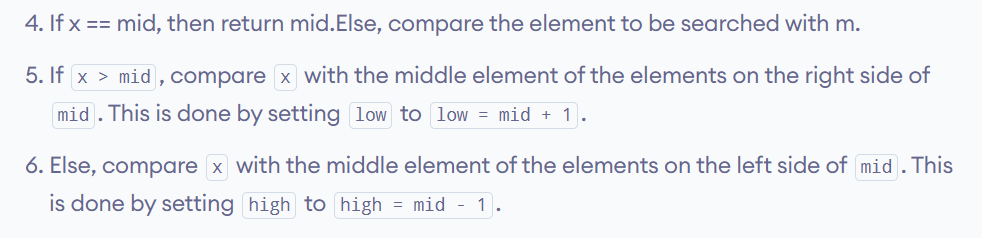 4. If x == mid, then return mid.Else, compare the element to be searched with m.
5. If x > mid, compare x with the middle element of the elements on the right side of
mid. This is done by setting low to low = mid + 1.
6. Else, compare x with the middle element of the elements on the left side of mid. This
is done by setting high to high = mid - 1.